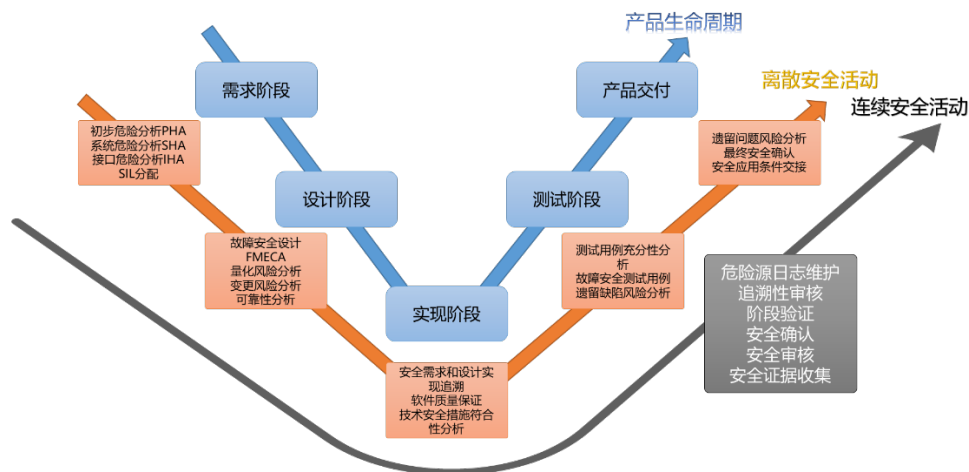 产品生命周期
离散安全活动
连续安全活动
需求阶段
产品交付
初步危险分析PHA
系统危险分析SHA
接口危险分析IHA
SIL分配
遗留问题风险分析
最终安全确认
安全应用条件交接
设计阶段
测试阶段
故障安全设计
FMECA
量化风险分析
变更风险分析
可靠性分析
测试用例充分性分
析
故障安全测试用例
遗留缺陷风险分析
危险源日志维护
追溯性审核
阶段验证
安全确认
安全审核
安全证据收集
实现阶段
安全需求和设计实
现追溯
软件质量保证
技术安全措施符合
性分析